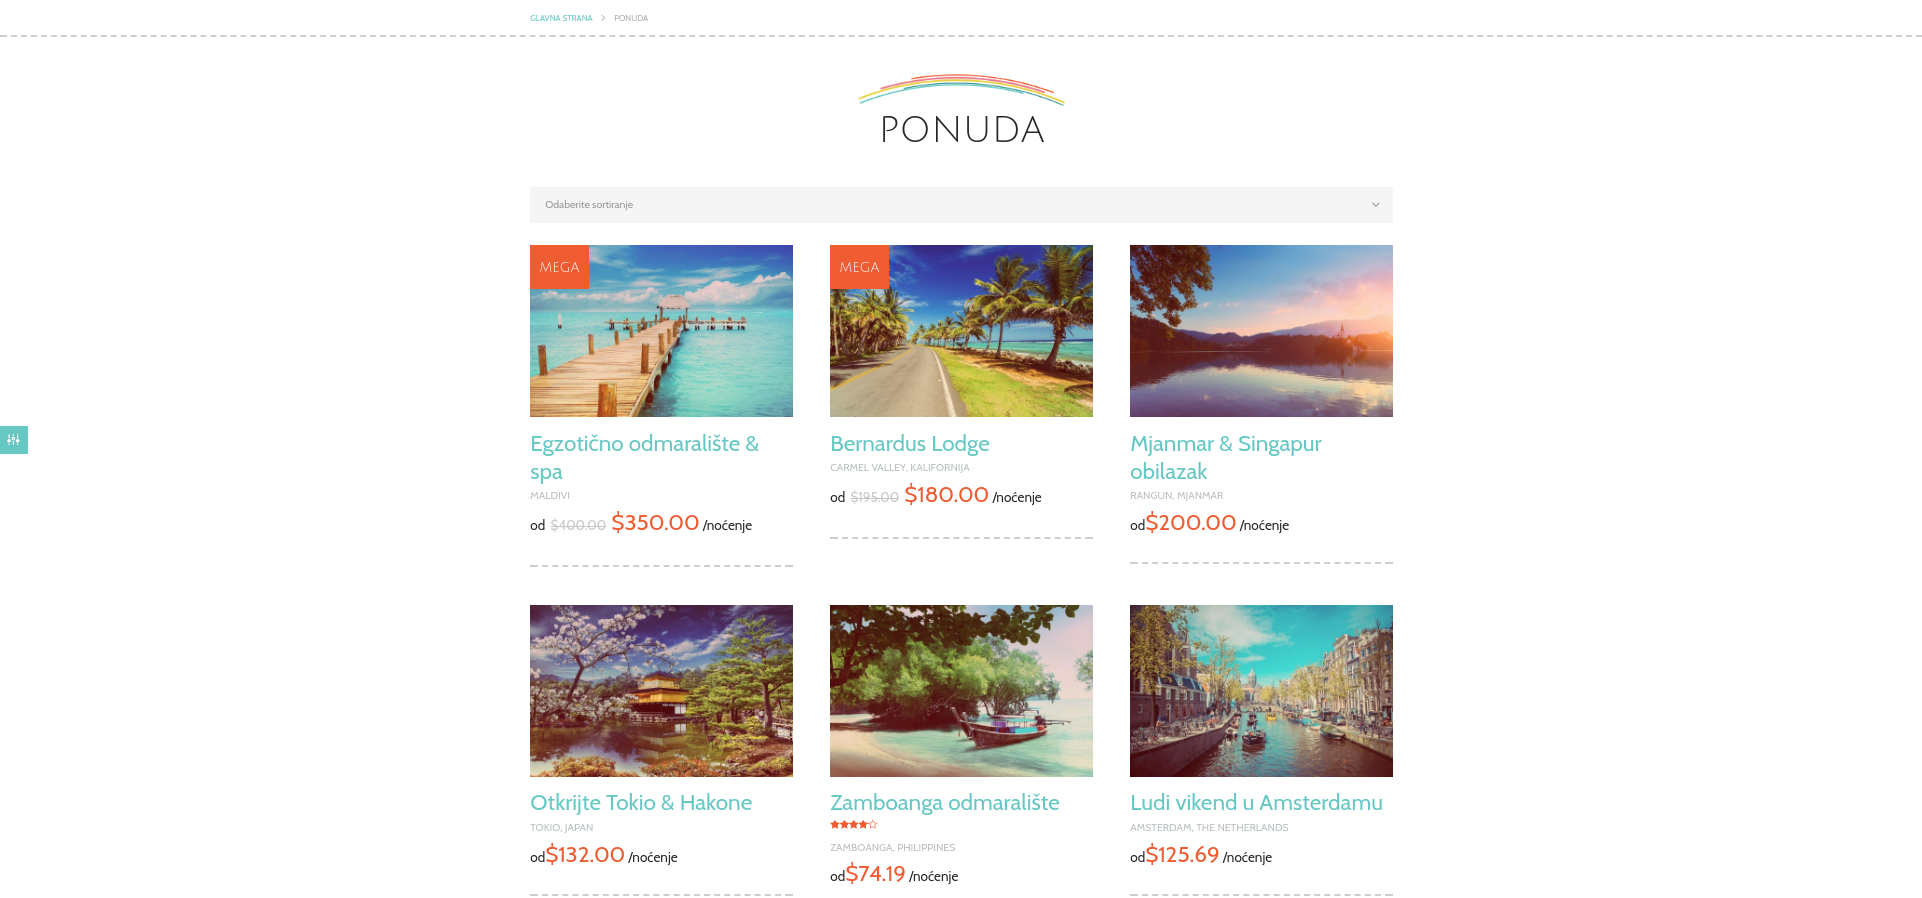 GLAVNA STRANA > PONUDA
PONUDA
Odaberite sortiranje
MEGA
Egzotično odmaralište &
spa
MALDIVI
od $400.00 $350.00 /noćenje
MEGA
Bernardus Lodge
CARMEL VALLEY, KALIFORNIJA
od $195.00 $180.00 /noćenje
Mjanmar & Singapur
obilazak
RANGUN, MJANMAR
od$200.00 /noćenje
Otkrijte Tokio & Hakone
TOKIO, JAPAN
od$132.00 /noćenje
Zamboanga odmaralište
ZAMBOANGA, PHILIPPINES
od$74.19 /noćenje
Ludi vikend u Amsterdamu
AMSTERDAM, THE NETHERLANDS
od$125.69 /noćenje